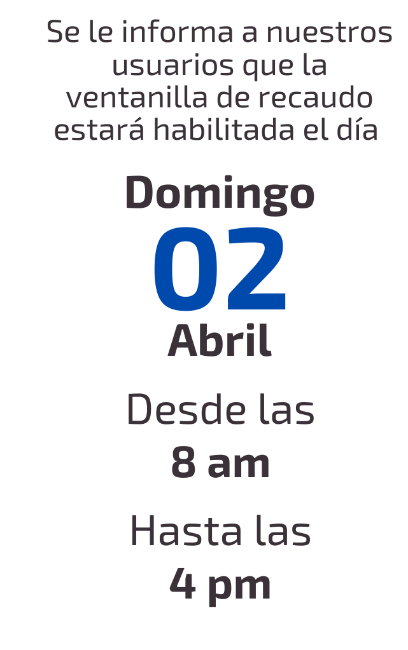 Se le informa a nuestros
usuarios que la
ventanilla de recaudo
estará habilitada el día
Domingo
02
Abril
Desde las
8 am
Hasta las
4 pm